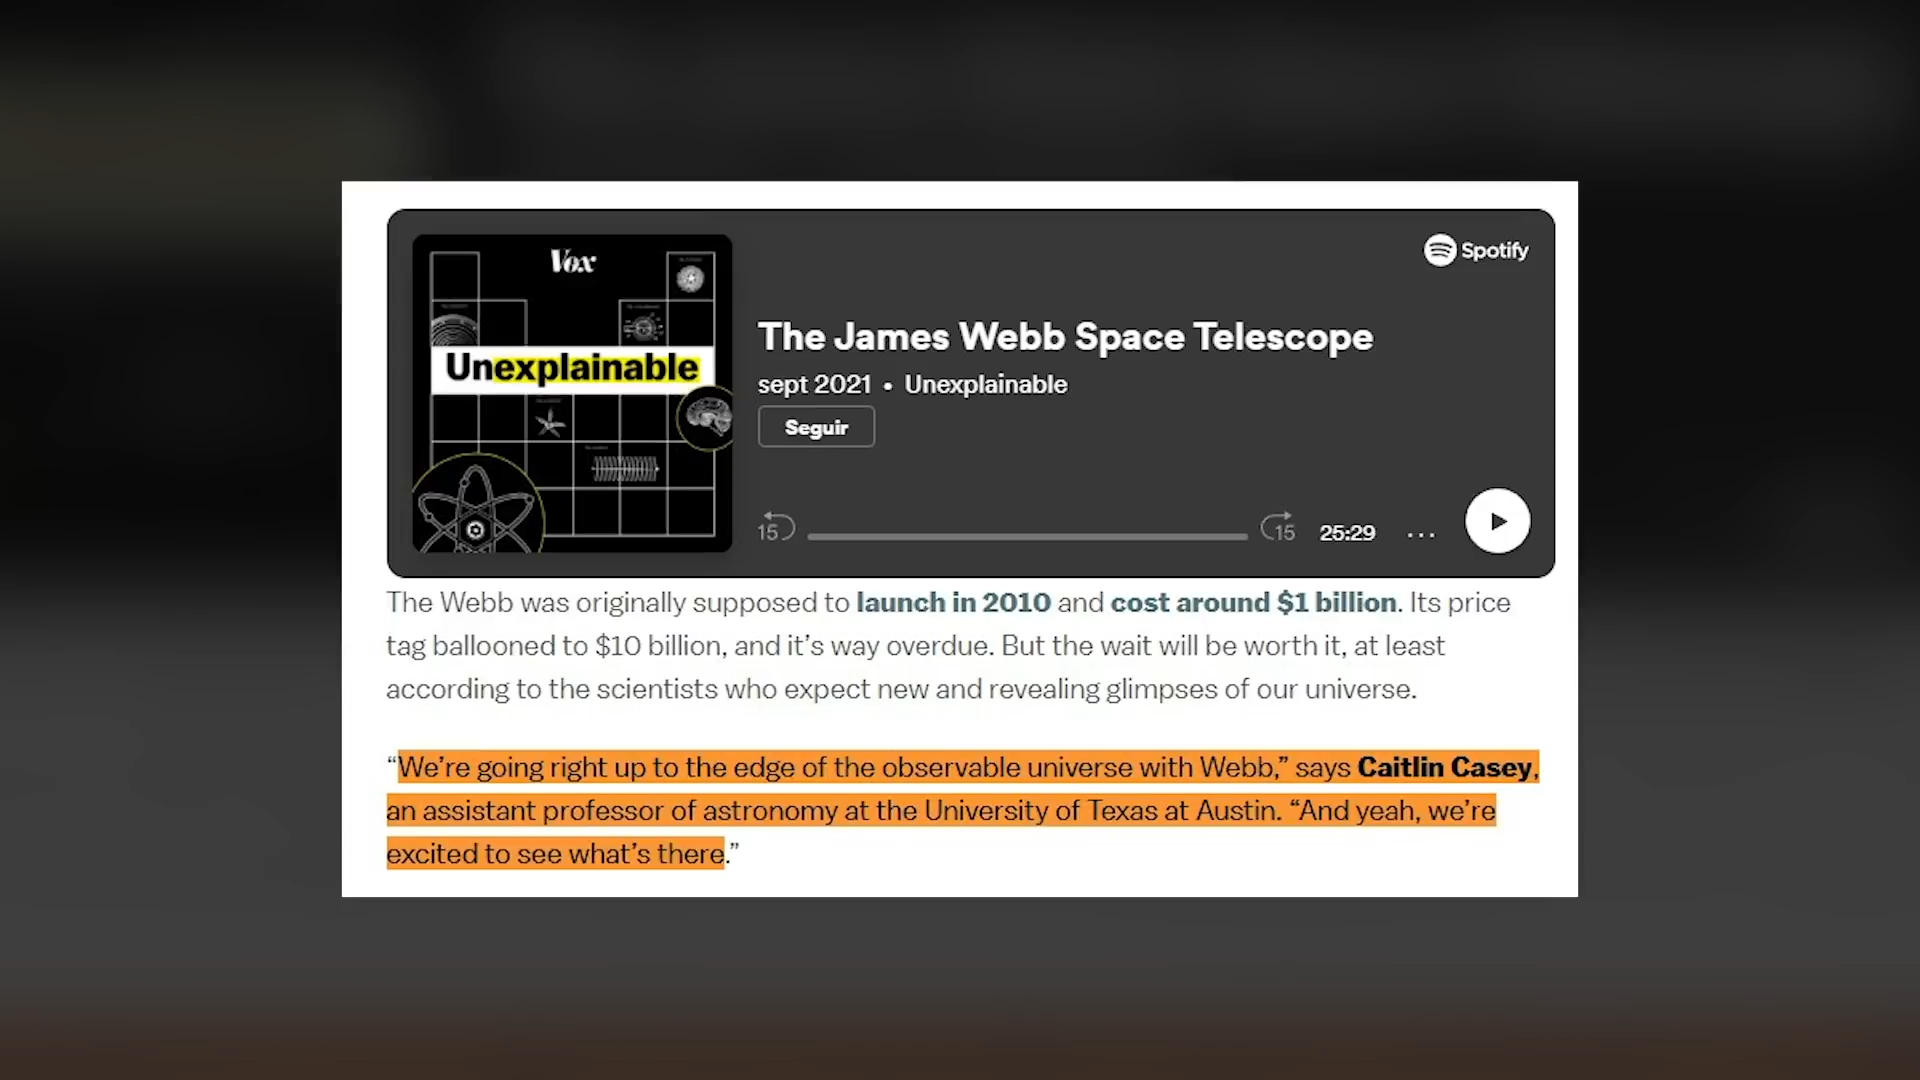 Vox
Unexplainable
Spotify
The James Webb Space Telescope
sept 2021 • Unexplainable
Seguir
15
15
25:29
The Webb was originally supposed to launch in 2010 and cost around $1 billion. Its price
tag ballooned to $10 billion, and it’s way overdue. But the wait will be worth it, at least
according to the scientists who expect new and revealing glimpses of our universe.
“We’re going right up to the edge of the observable universe with Webb,” says Caitlin Casey,
an assistant professor of astronomy at the University of Texas at Austin. “And yeah, we’re
excited to see what’s there.”